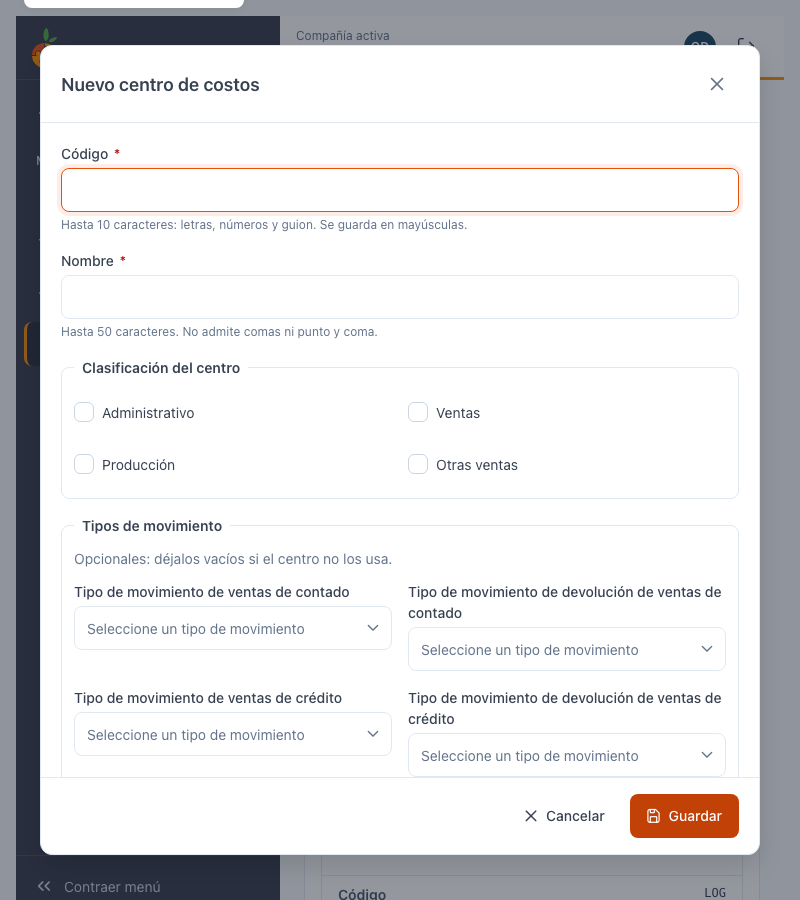 Compañía activa
Nuevo centro de costos
Código *
Hasta 10 caracteres: letras, números y guion. Se guarda en mayúsculas.
Nombre *
Hasta 50 caracteres. No admite comas ni punto y coma.
Clasificación del centro
Administrativo
Ventas
Producción
Otras ventas
Tipos de movimiento
Opcionales: déjalos vacíos si el centro no los usa.
Tipo de movimiento de ventas de contado
Seleccione un tipo de movimiento
Tipo de movimiento de devolución de ventas de
contado
Seleccione un tipo de movimiento
Tipo de movimiento de ventas de crédito
Seleccione un tipo de movimiento
Tipo de movimiento de devolución de ventas de
crédito
Seleccione un tipo de movimiento
Cancelar
Guardar
Contraer menú
Código
LOG